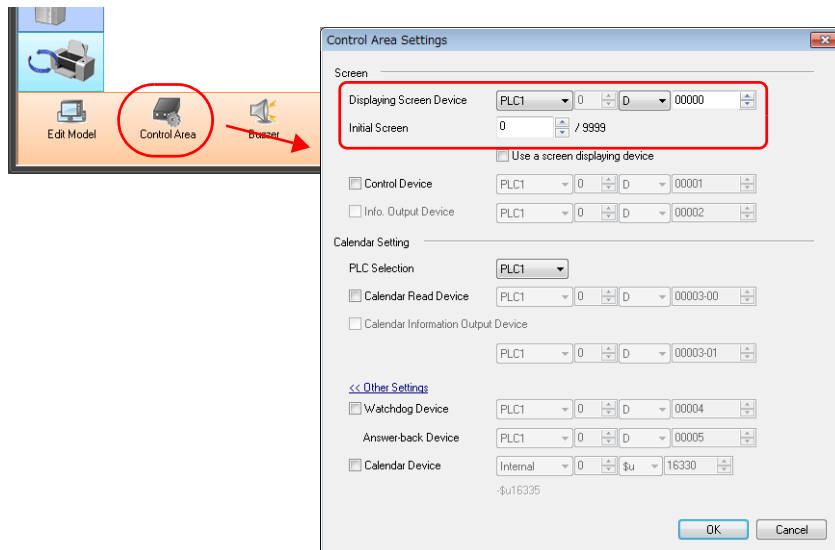 Control Area Settings
Screen
Displaying Screen Device PLC1 0 D 00000
Initial Screen 0 / 9999
Use a screen displaying device
Control Device PLC1 0 D 00001
Info. Output Device PLC1 0 D 00002
Calendar Setting
PLC Selection PLC1
Calendar Read Device PLC1 0 D 00003-00
Calendar Information Output Device
PLC1 0 D 00003-01
<< Other Settings
Watchdog Device PLC1 0 D 00004
Answer-back Device PLC1 0 D 00005
Calendar Device Internal 0 $u 16330
-$u16335
OK Cancel
Edit Model Control Area Buzzer